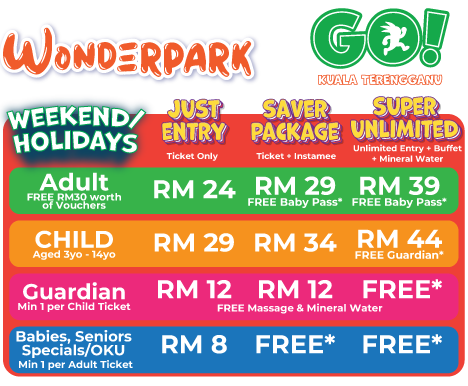 WONDERPARK
GO!
KUALA TERENGGANU
WEEKEND/
HOLIDAYS
JUST
ENTRY
Ticket Only
SAVER
PACKAGE
Ticket + Instamee
SUPER
UNLIMITED
Unlimited Entry + Buffet
+ Mineral Water
Adult
FREE RM30 worth
of Vouchers
RM 24
RM 29
FREE Baby Pass*
RM 39
FREE Baby Pass*
CHILD
Aged 3yo - 14yo
RM 29
RM 34
RM 44
FREE Guardian*
Guardian
Min 1 per Child Ticket
RM 12
RM 12
FREE*
FREE Massage & Mineral Water
Babies, Seniors
Specials/OKU
Min 1 per Adult Ticket
RM 8
FREE*
FREE*